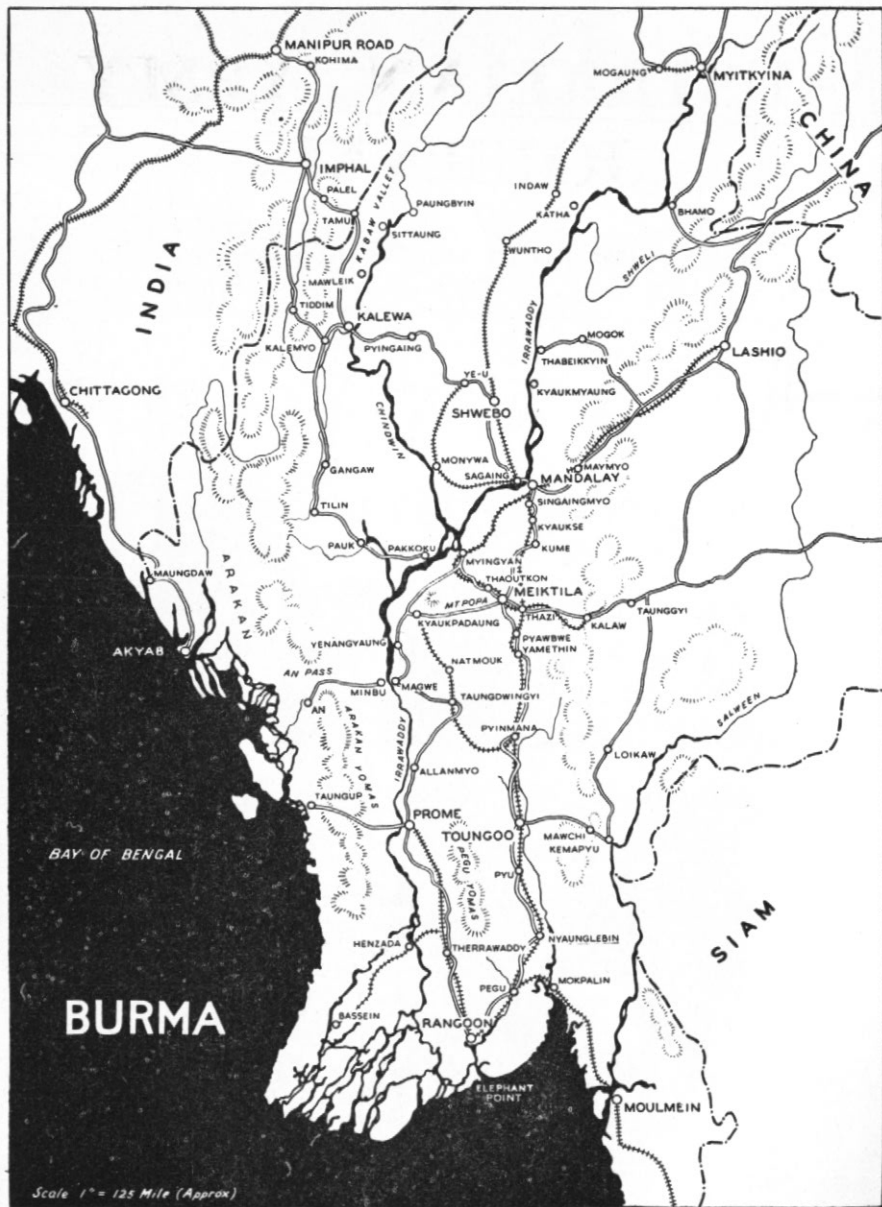 MANIPUR ROAD
KOHIMA
MOGAUNG
MYITKYINA
CHINA
IMPHAL
PALEL
TAMU
KABAW VALLEY
PAUNGBYIN
SITTAUNG
INDAW
KATHA
BHAMO
WUNTHO
SHWELI
INDIA
MAWLEIK
TIDDIM
KALEWA
KALEMYO
PYINGAING
IRRAWADDY
MOGOK
THABEIKKYIN
LASHIO
YE-U
KYAUKMYAUNG
CHITTAGONG
SHWEBO
CHINDWIN
GANGAW
MONYWA
SAGAING
MAYMYO
MANDALAY
SINGAINGMYO
TILIN
KYAUKSE
PAUK
PAKKOKU
KUME
MYINGYAN
ARAKAN
MAUNGDAW
THAOUTKON
MEIKTILA
MT POPA
THAZI
KALAW
TAUNGGYI
KYAUKPADAUNG
PYAWBWE
YENANGYAUNG
YAMETHIN
AKYAB
NATMOUK
AN PASS
MINBU
MAGWE
TAUNGDWINGYI
SALWEEN
AN
PYINMANA
ARAKAN YOMAS
IRRAWADDY
LOIKAW
ALLANMYO
TAUNGUP
PROME
TOUNGOO
MAWCHI
KEMAPYU
BAY OF BENGAL
PEGU YOMAS
PYU
SIAM
HENZADA
THERRAWADDY
NYAUNGLEBIN
PEGU
MOKPALIN
BURMA
BASSEIN
RANGOON
ELEPHANT
POINT
MOULMEIN
Scale 1" = 125 Mile (Approx)